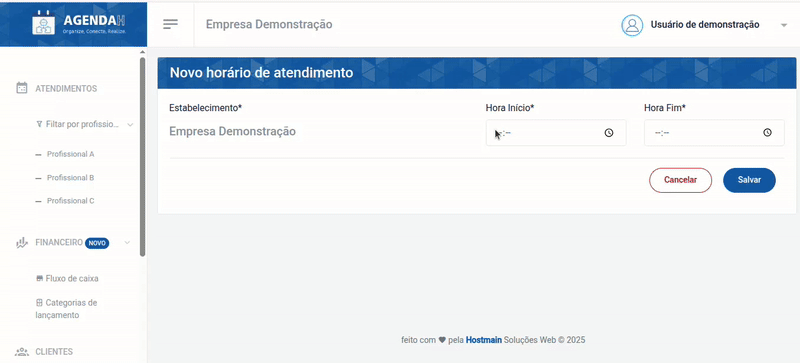 AGENDAH
Organize, Conecte, Realize.
Empresa Demonstração
Usuário de demonstração
ATENDIMENTOS
Filtar por profissio...
Profissional A
Profissional B
Profissional C
FINANCEIRO NOVO
Fluxo de caixa
Categorias de
lançamento
CLIENTES
Novo horário de atendimento
Estabelecimento*
Hora Início*
Hora Fim*
Empresa Demonstração
--:--
--:--
Cancelar
Salvar
feito com ♥ pela Hostmain Soluções Web © 2025